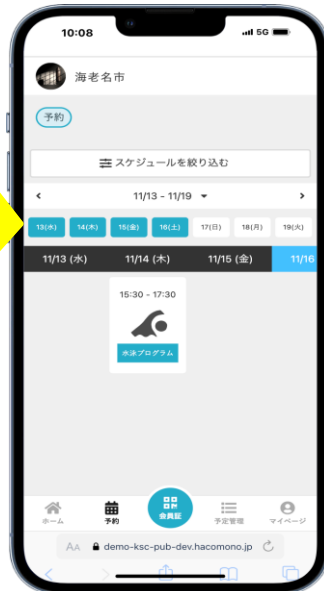 10:08 5G
海老名市
予約
スケジュールを絞り込む
11/13 - 11/19
13(水) 14(木) 15(金) 16(土) 17(日) 18(月) 19(火)
11/13 (水) 11/14 (木) 11/15 (金) 11/16
15:30 - 17:30
水泳プログラム
ホーム 予約 会員証 予定管理 マイページ
AA demo-ksc-pub-dev.hacomono.jp